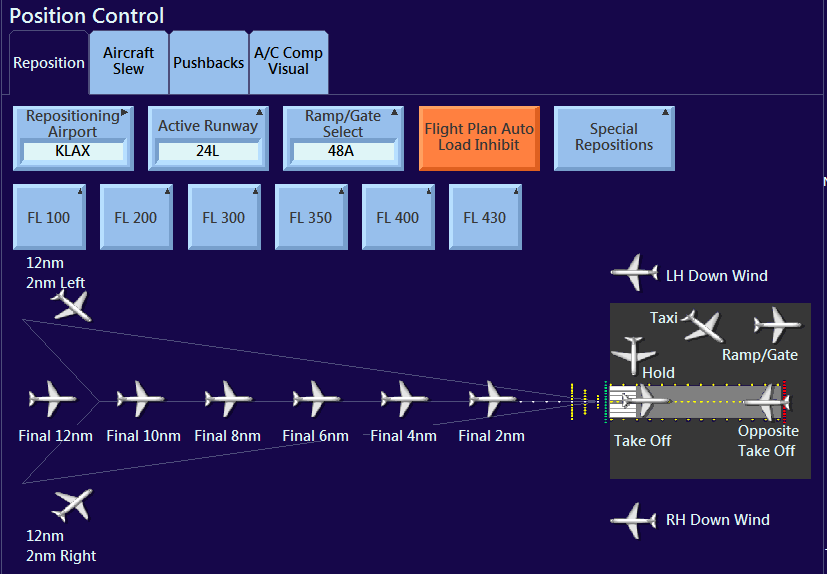 Position Control
Reposition
Aircraft
Slew
Pushbacks
A/C Comp
Visual
Repositioning
Airport
KLAX
Active Runway
24L
Ramp/Gate
Select
48A
Flight Plan Auto
Load Inhibit
Special
Repositions
FL 100
FL 200
FL 300
FL 350
FL 400
FL 430
12nm
2nm Left
LH Down Wind
Taxi
Ramp/Gate
Hold
Final 12nm
Final 10nm
Final 8nm
Final 6nm
Final 4nm
Final 2nm
Take Off
Opposite
Take Off
12nm
2nm Right
RH Down Wind